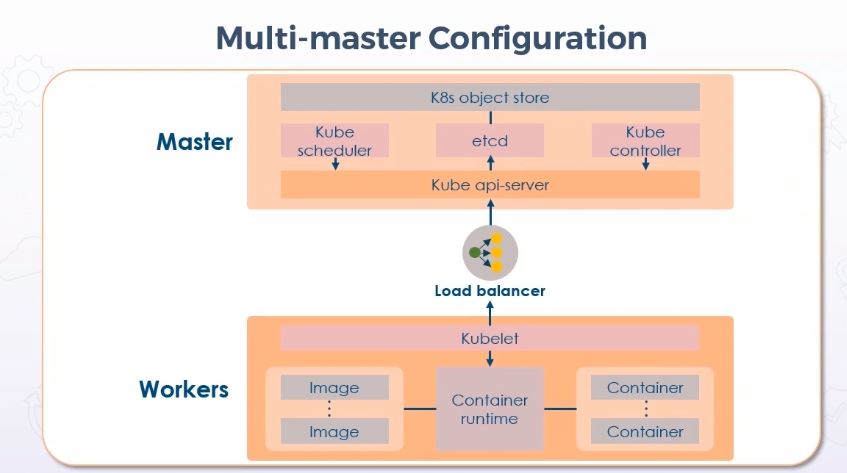 Multi-master Configuration
Master
K8s object store
Kube
scheduler
etcd
Kube
controller
Kube api-server
Load balancer
Workers
Kubelet
Image
Image
Container
runtime
Container
Container